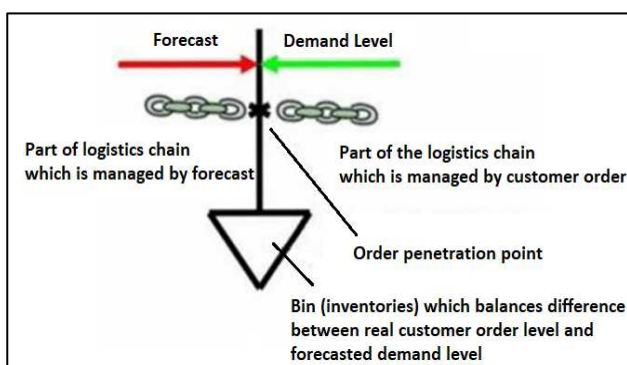 Forecast
Demand Level
Part of logistics chain
which is managed by forecast
Part of the logistics chain
which is managed by customer order
Order penetration point
Bin (inventories) which balances difference
between real customer order level and
forecasted demand level